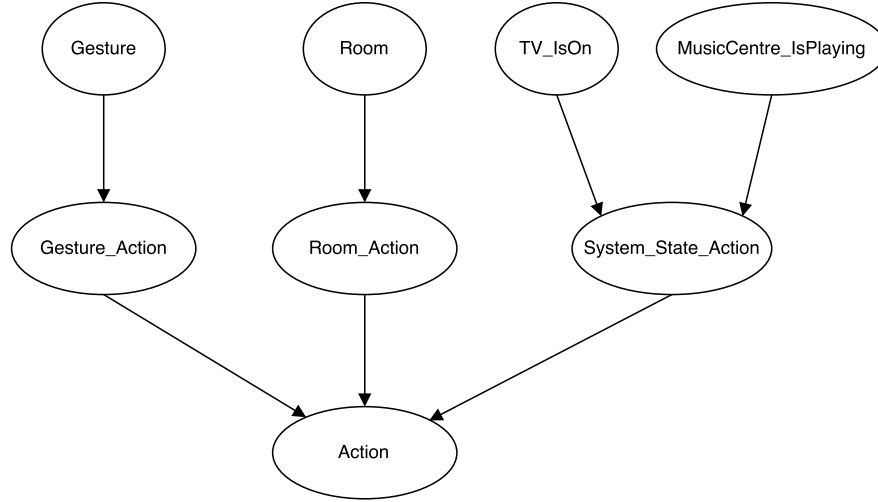 Gesture
Room
TV_IsOn
MusicCentre_IsPlaying
Gesture_Action
Room_Action
System_State_Action
Action